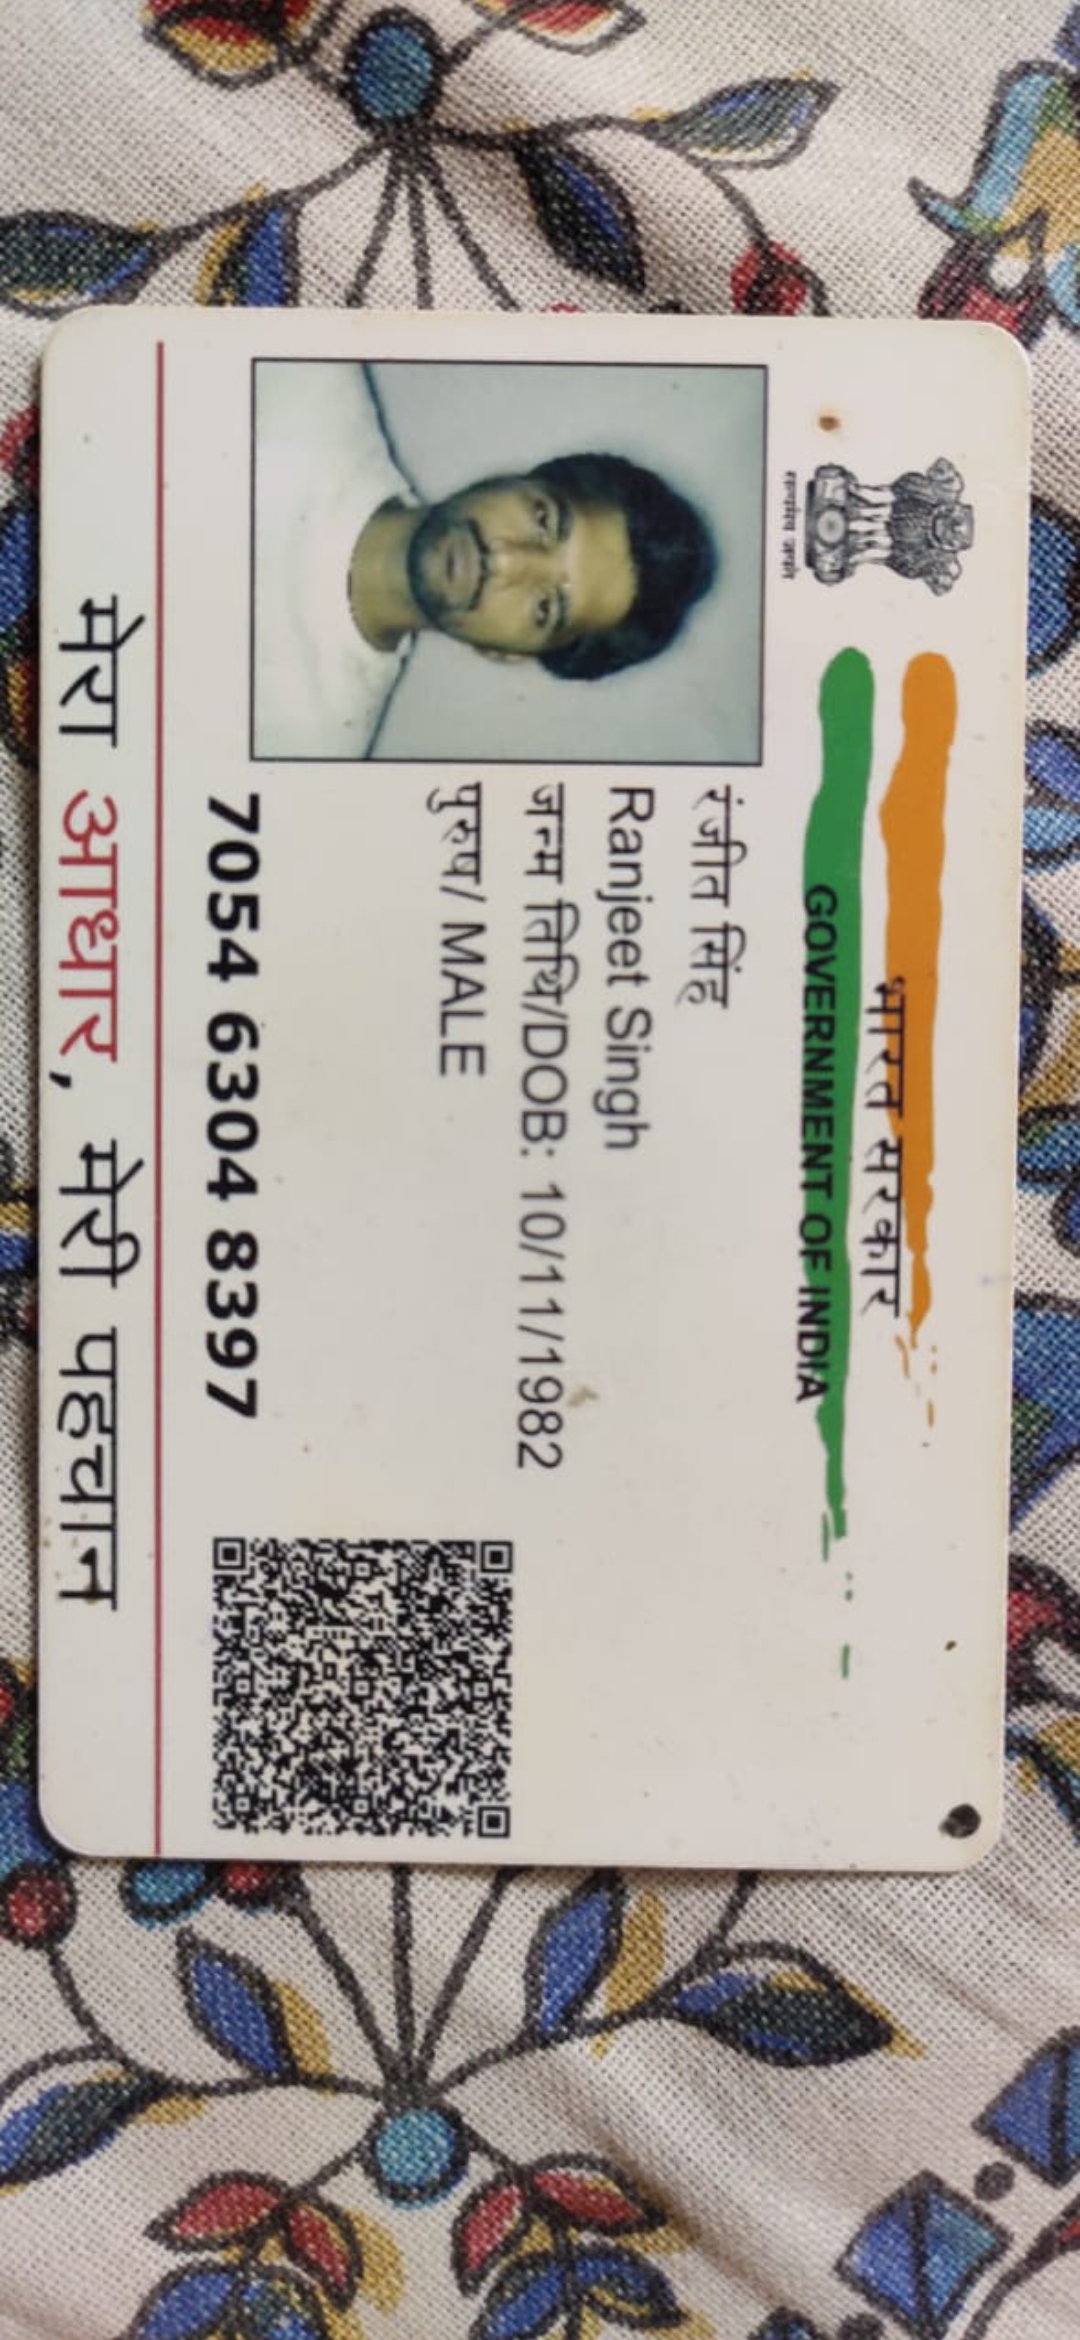 भारत सरकार
GOVERNMENT OF INDIA
सत्यमेव जयते
रंजीत सिंह
Ranjeet Singh
जन्म तिथि/DOB: 10/11/1982
पुरुष/ MALE
7054 6304 8397
मेरा आधार, मेरी पहचान